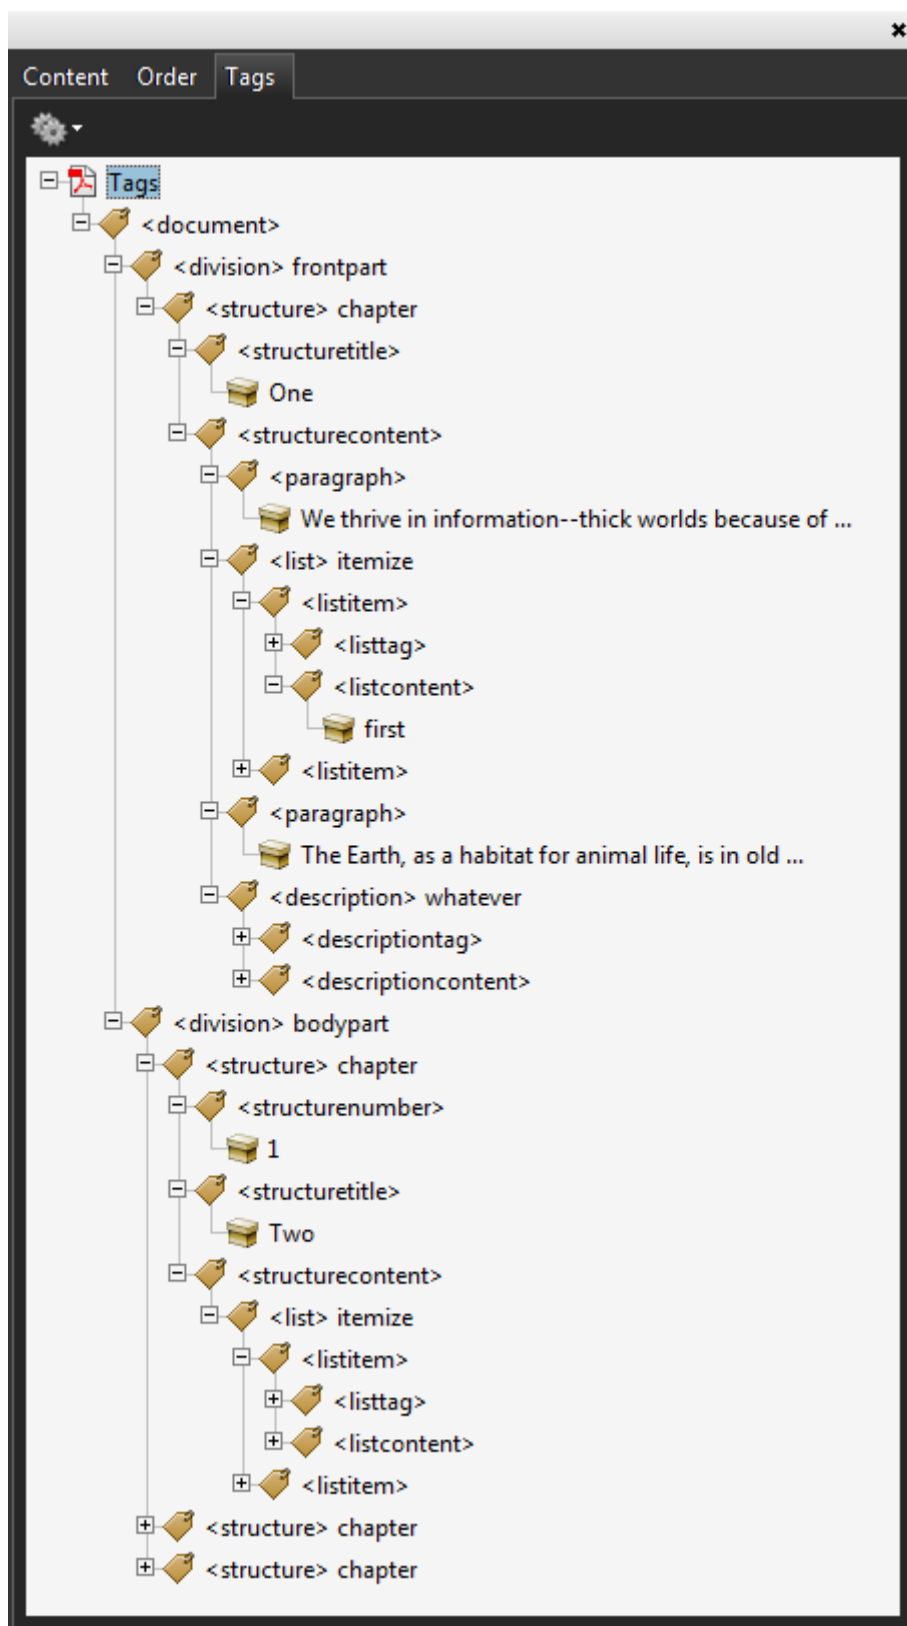 Content Order Tags
Tags
<document>
<division> frontpart
<structure> chapter
<structuretitle>
One
<structurecontent>
<paragraph>
We thrive in information--thick worlds because of ...
<list> itemize
<listitem>
<listtag>
<listcontent>
first
<listitem>
<paragraph>
The Earth, as a habitat for animal life, is in old ...
<description> whatever
<descriptiontag>
<descriptioncontent>
<division> bodypart
<structure> chapter
<structurenumber>
1
<structuretitle>
Two
<structurecontent>
<list> itemize
<listitem>
<listtag>
<listcontent>
<listitem>
<structure> chapter
<structure> chapter